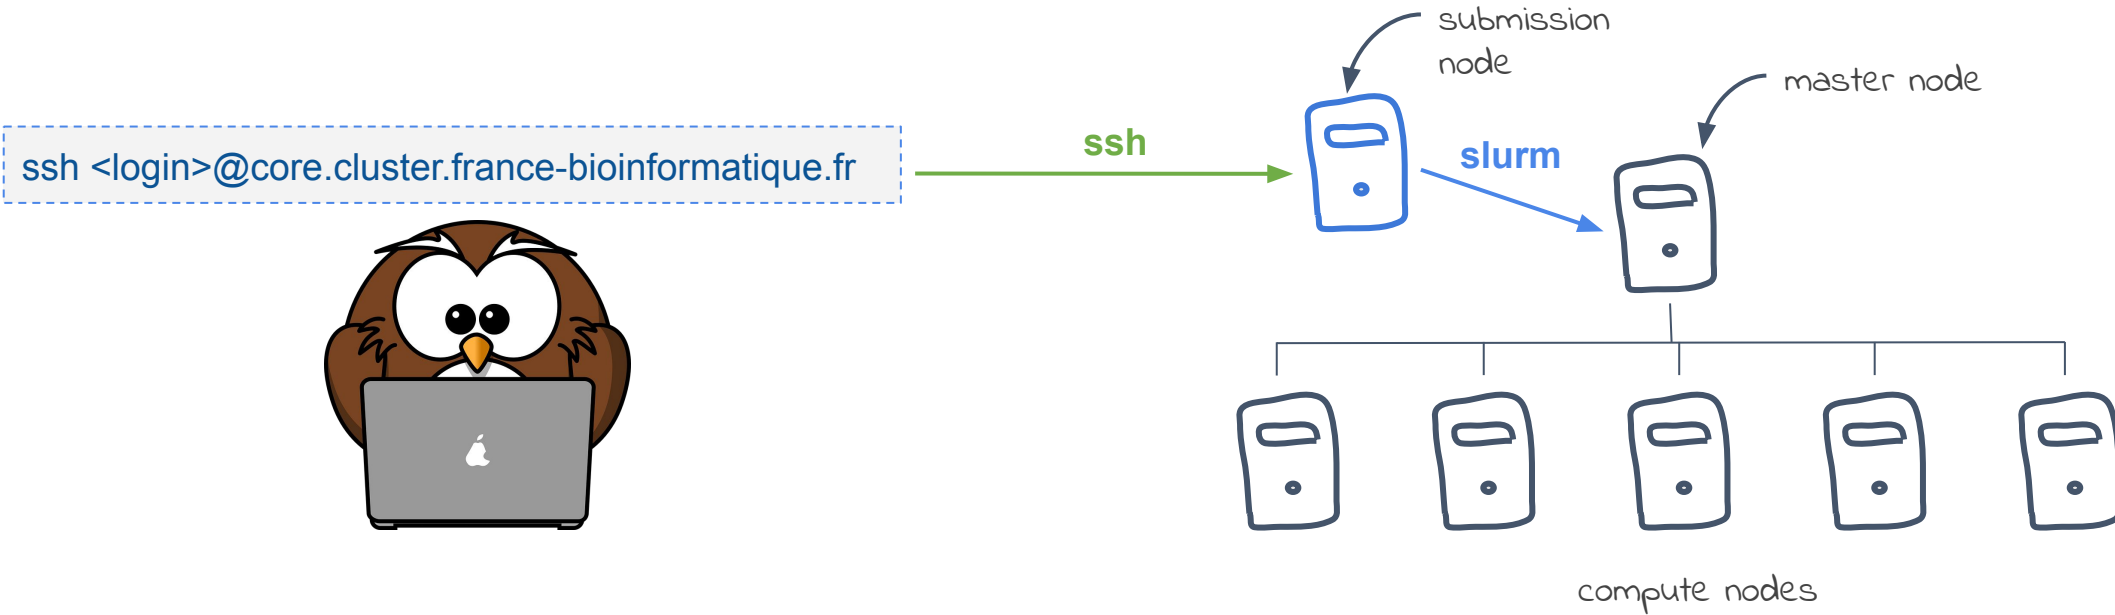 submission
node
master node
ssh
slurm
ssh <login>@core.cluster.france-bioinformatique.fr
compute nodes